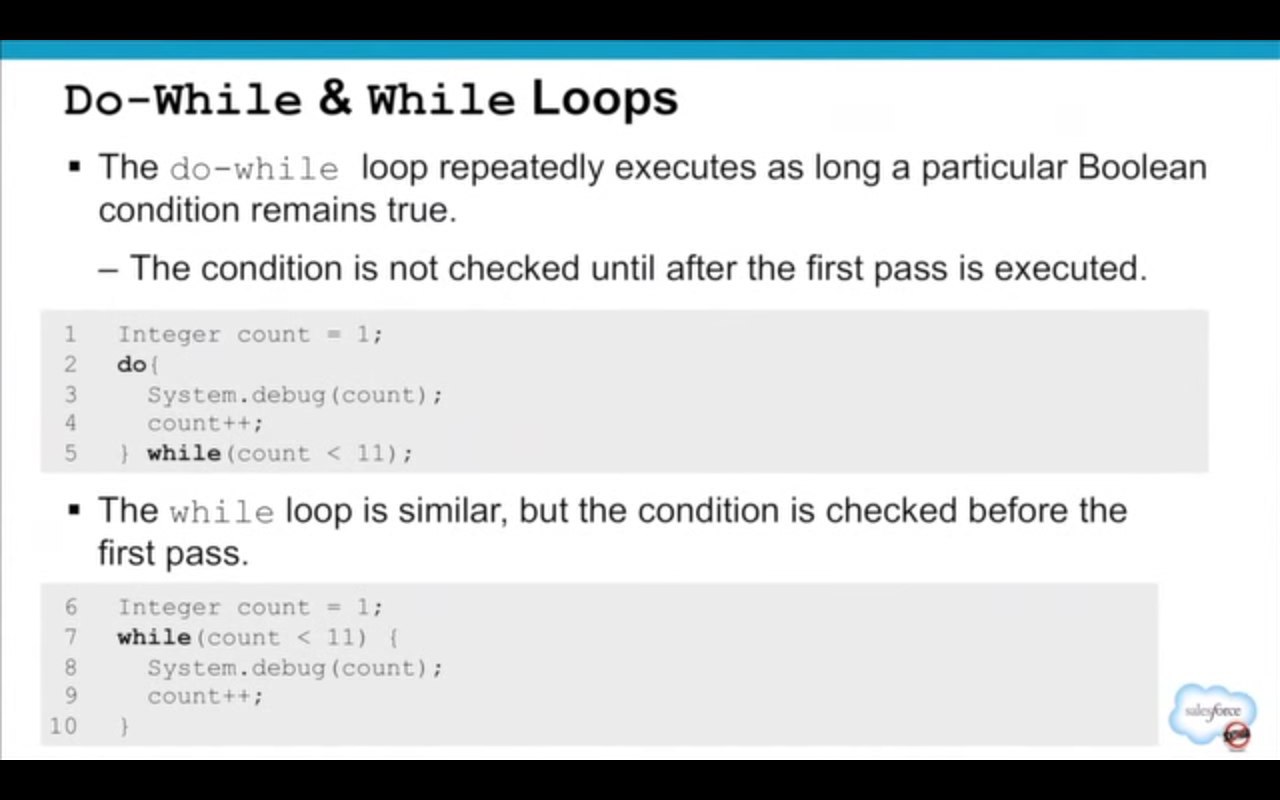 Do-While & While Loops
▪ The do-while loop repeatedly executes as long a particular Boolean
condition remains true.
– The condition is not checked until after the first pass is executed.
1 Integer count = 1;
2 do{
3 System.debug(count);
4 count++;
5 } while(count < 11);
▪ The while loop is similar, but the condition is checked before the
first pass.
6 Integer count = 1;
7 while(count < 11) {
8 System.debug(count);
9 count++;
10 }
salesforce